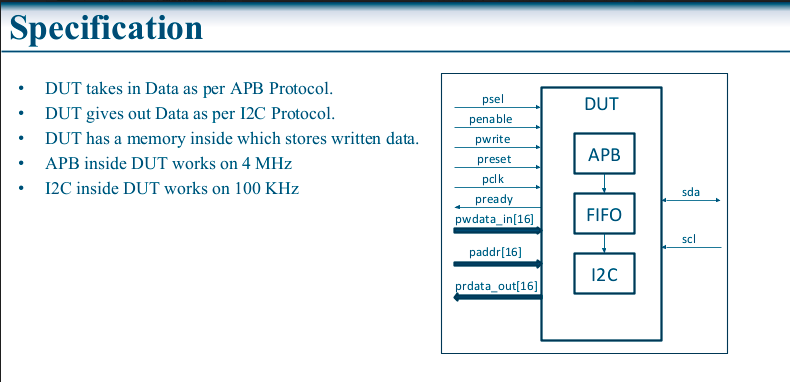 Specification
• DUT takes in Data as per APB Protocol.
• DUT gives out Data as per I2C Protocol.
• DUT has a memory inside which stores written data.
• APB inside DUT works on 4 MHz
• I2C inside DUT works on 100 KHz
psel
penable
pwrite
preset
pclk
pready
pwdata_in[16]
paddr[16]
prdata_out[16]
DUT
APB
FIFO
I2C
sda
scl